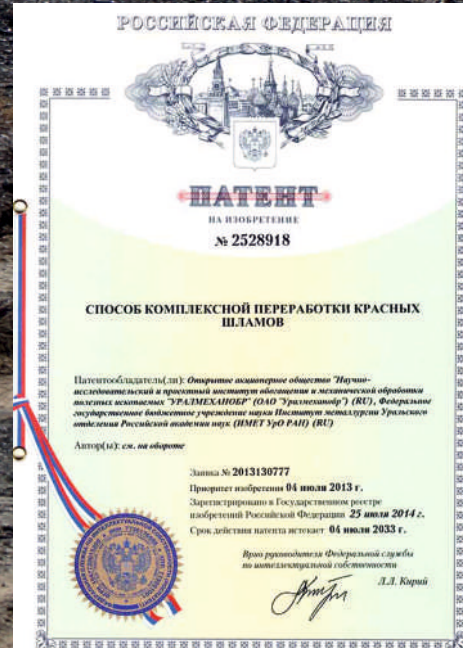 РОССИЙСКАЯ ФЕДЕРАЦИЯ
ПАТЕНТ
НА ИЗОБРЕТЕНИЕ
№ 2528918
СПОСОБ КОМПЛЕКСНОЙ ПЕРЕРАБОТКИ КРАСНЫХ
ШЛАМОВ
Патентообладатель(ли): Открытое акционерное общество "Научно-
исследовательский и проектный институт обогащения и механической обработки
полезных ископаемых "УРАЛМЕХАНОБР" (ОАО "Уралмеханобр") (RU), Федеральное
государственное бюджетное учреждение науки Институт металлургии Уральского
отделения Российской академии наук (ИМЕТ УрО РАН) (RU)
Автор(ы): см. на обороте
Заявка № 2013130777
Приоритет изобретения 04 июля 2013 г.
Зарегистрировано в Государственном реестре
изобретений Российской Федерации 25 июля 2014 г.
Срок действия патента истекает 04 июля 2033 г.
Врио руководителя Федеральной службы
по интеллектуальной собственности
Л.Л. Кирий